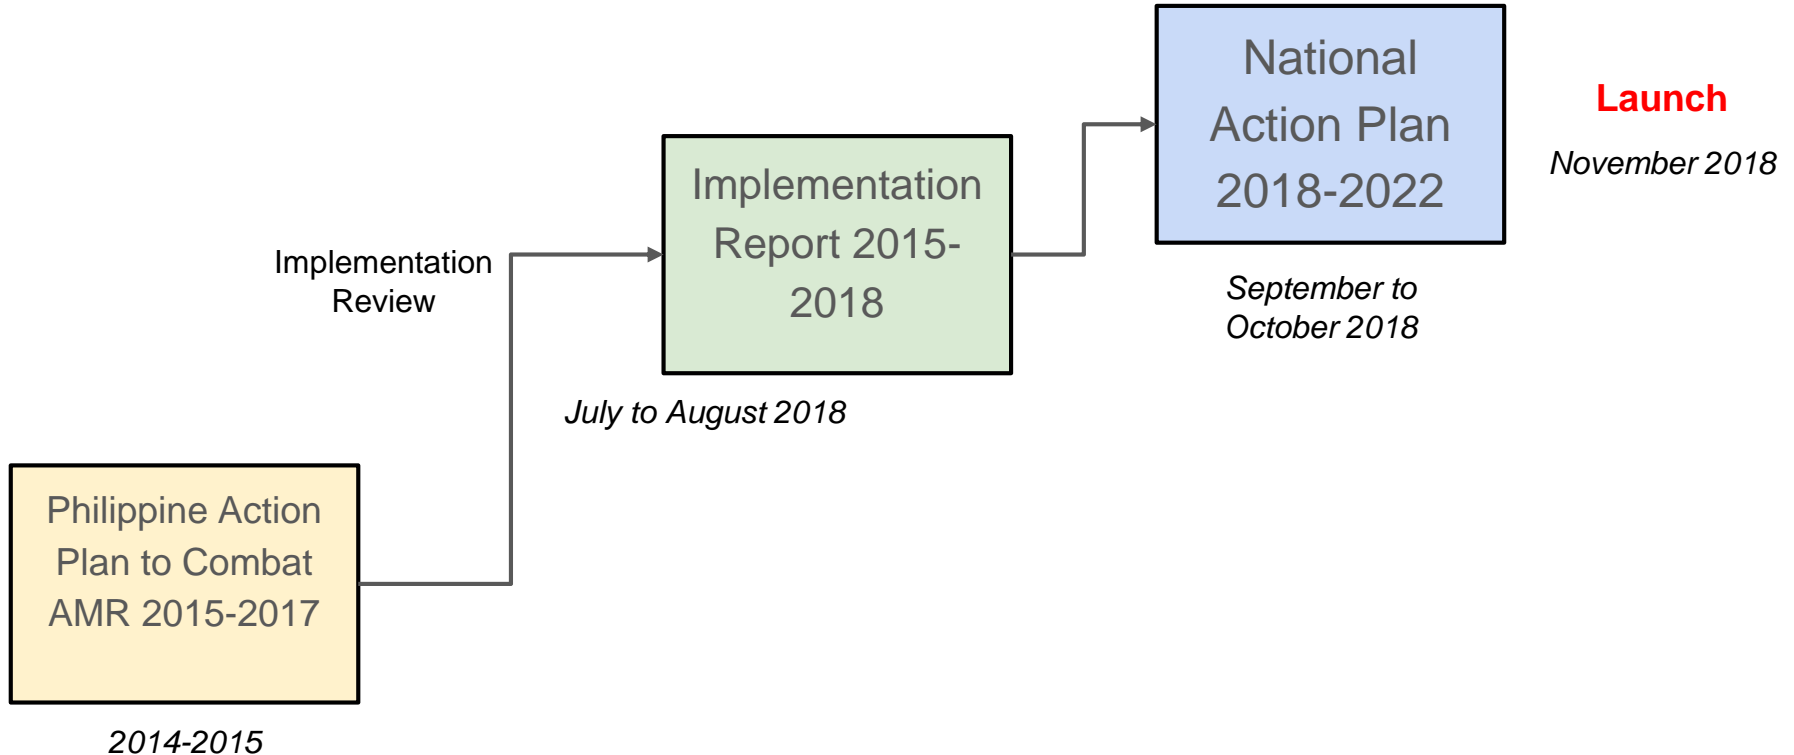 National
Action Plan
2018-2022
Launch
November 2018
Implementation
Report 2015-
2018
September to
October 2018
Implementation
Review
July to August 2018
Philippine Action
Plan to Combat
AMR 2015-2017
2014-2015